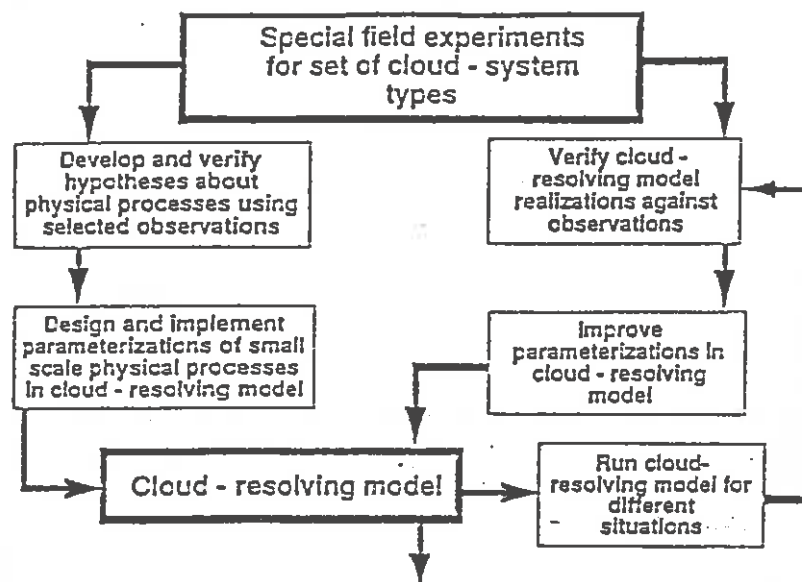 Special field experiments
for set of cloud - system
types
Develop and verify
hypotheses about
physical processes using
selected observations
Verify cloud -
resolving model
realizations against
observations
Design and implement
parameterizations of small
scale physical processes
in cloud - resolving model
Improve
parameterizations in
cloud - resolving
model
Cloud - resolving model
Run cloud-
resolving model for
different
situations